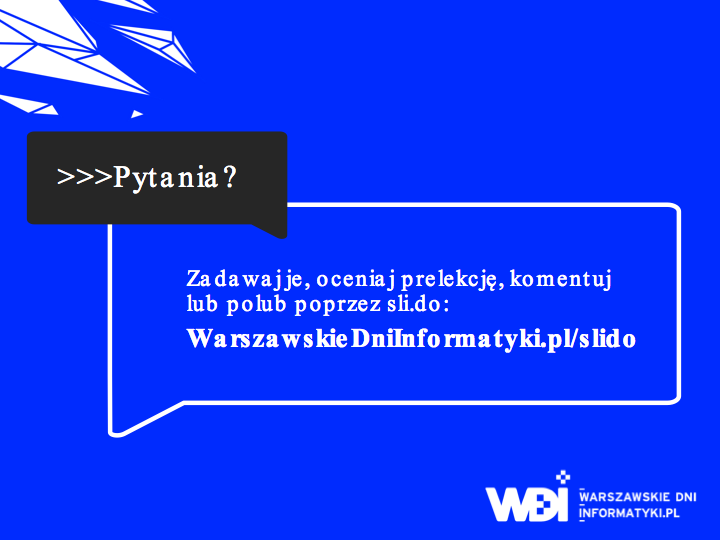 >>>Pytania?
Zadawaj je, oceniaj prelekcję, komentuj
lub polub poprzez sli.do:
WarszawskieDniInformatyki.pl/slido
WDI WARSZAWSKIE DNI
INFORMATYKI.PL